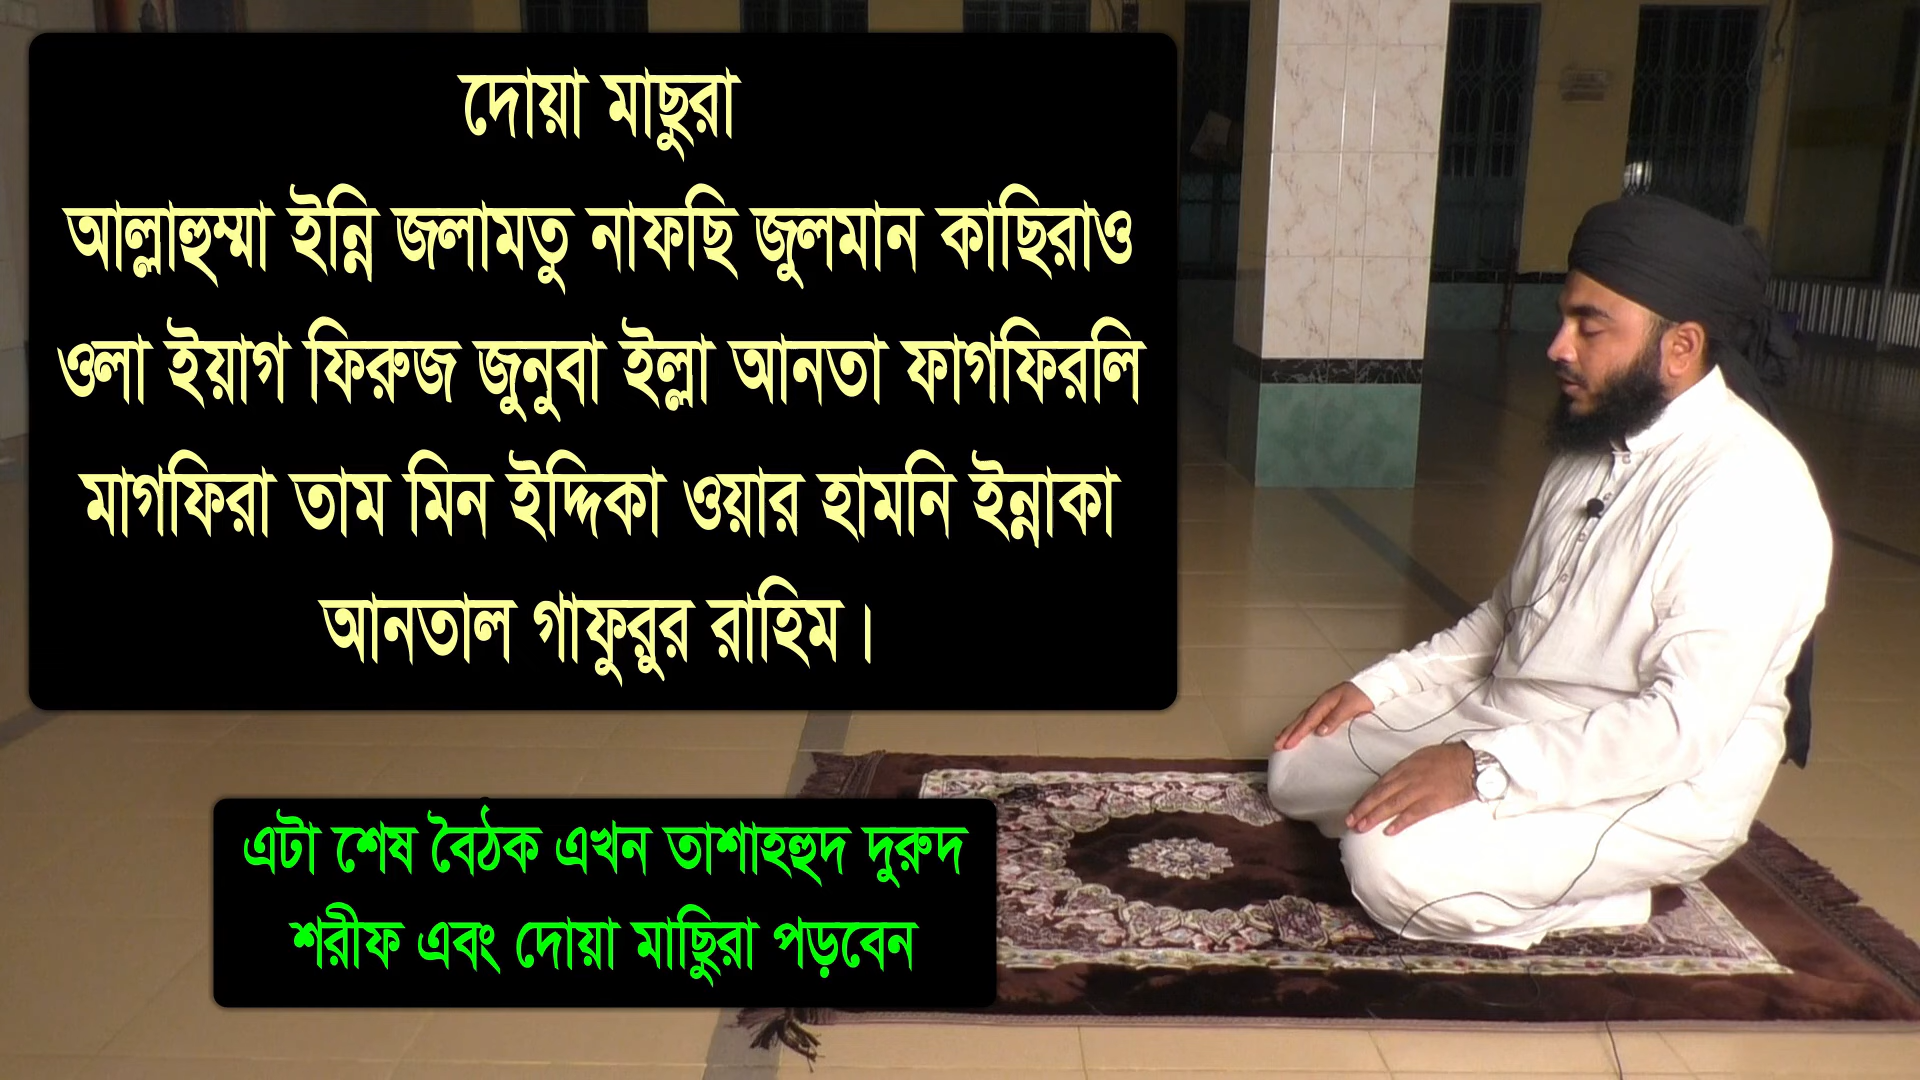 দোয়া মাছুরা
আল্লাহুম্মা ইন্নি জলামতু নাফছি জুলমান কাছিরাও
ওলা ইয়াগ ফিরুজ জুনুবা ইল্লা আনতা ফাগফিরলি
মাগফিরা তাম মিন ইদ্দিকা ওয়ার হামনি ইন্নাকা
আনতাল গাফুরুর রাহিম।
এটা শেষ বৈঠক এখন তাশাহহুদ দুরুদ
শরীফ এবং দোয়া মাছিুরা পড়বেন